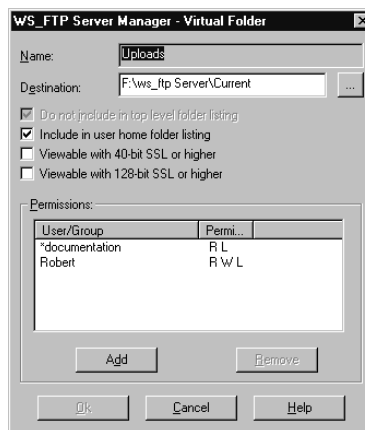 WS_FTP Server Manager - Virtual Folder
Name: Uploads
Destination: F:\ws_ftp Server\Current ...
Do not include in top level folder listing
Include in user home folder listing
Viewable with 40-bit SSL or higher
Viewable with 128-bit SSL or higher
Permissions:
User/Group Permi...
*documentation R L
Robert R W L
Add Remove
Ok Cancel Help